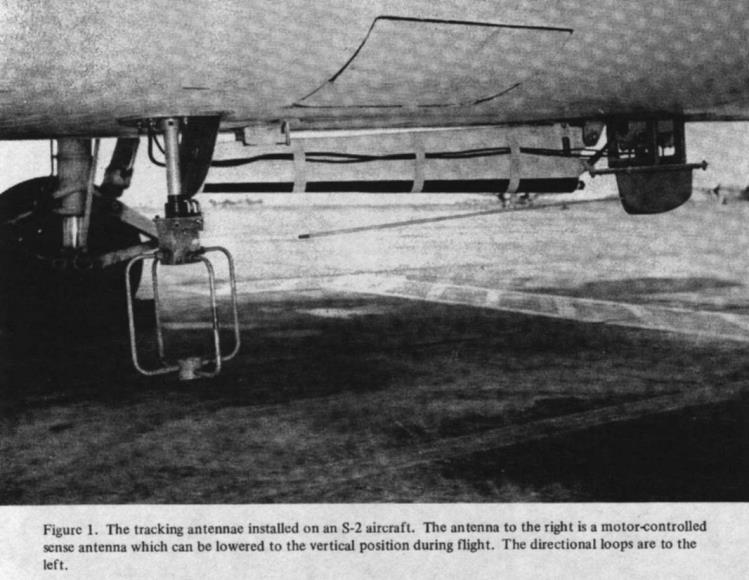 Figure 1. The tracking antennae installed on an S-2 aircraft. The antenna to the right is a motor-controlled
sense antenna which can be lowered to the vertical position during flight. The directional loops are to the
left.